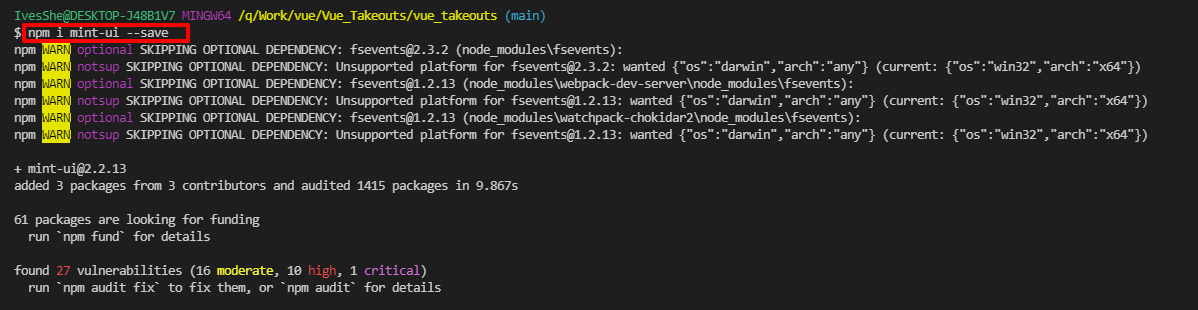 IvesShe@DESKTOP-J48B1V7 MINGW64 /q/Work/vue/Vue_Takeouts/vue_takeouts (main)
$ npm i mint-ui --save
npm WARN optional SKIPPING OPTIONAL DEPENDENCY: fsevents@2.3.2 (node_modules\fsevents):
npm WARN notsup SKIPPING OPTIONAL DEPENDENCY: Unsupported platform for fsevents@2.3.2: wanted {"os":"darwin","arch":"any"} (current: {"os":"win32","arch":"x64"})
npm WARN optional SKIPPING OPTIONAL DEPENDENCY: fsevents@1.2.13 (node_modules\webpack-dev-server\node_modules\fsevents):
npm WARN notsup SKIPPING OPTIONAL DEPENDENCY: Unsupported platform for fsevents@1.2.13: wanted {"os":"darwin","arch":"any"} (current: {"os":"win32","arch":"x64"})
npm WARN optional SKIPPING OPTIONAL DEPENDENCY: fsevents@1.2.13 (node_modules\watchpack-chokidar2\node_modules\fsevents):
npm WARN notsup SKIPPING OPTIONAL DEPENDENCY: Unsupported platform for fsevents@1.2.13: wanted {"os":"darwin","arch":"any"} (current: {"os":"win32","arch":"x64"})
+ mint-ui@2.2.13
added 3 packages from 3 contributors and audited 1415 packages in 9.867s
61 packages are looking for funding
run `npm fund` for details
found 27 vulnerabilities (16 moderate, 10 high, 1 critical)
run `npm audit fix` to fix them, or `npm audit` for details